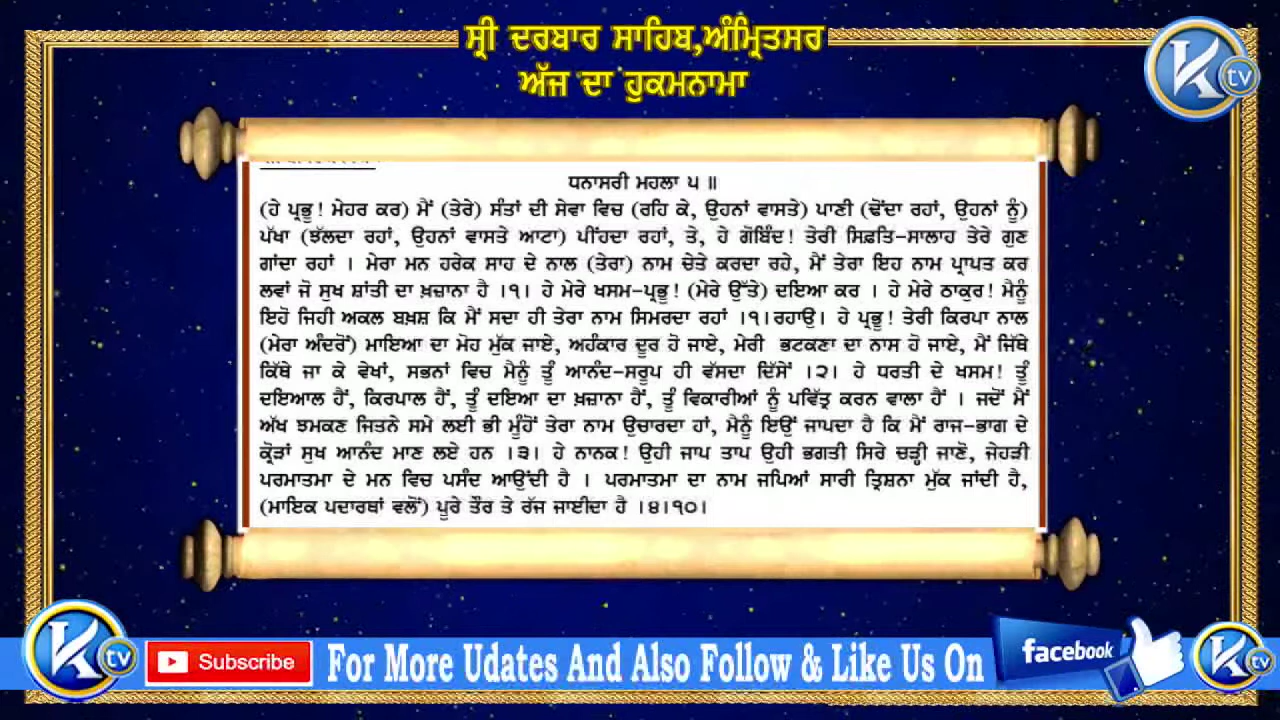 ਸ੍ਰੀ ਦਰਬਾਰ ਸਾਹਿਬ,ਅੰਮ੍ਰਿਤਸਰ
ਅੱਜ ਦਾ ਹੁਕਮਨਾਮਾ
K tv
ਧਨਾਸਰੀ ਮਹਲਾ ੫ ॥
(ਹੇ ਪ੍ਰਭੂ! ਮੇਹਰ ਕਰ) ਮੈਂ (ਤੇਰੇ) ਸੰਤਾਂ ਦੀ ਸੇਵਾ ਵਿਚ (ਰਹਿ ਕੇ, ਉਹਨਾਂ ਵਾਸਤੇ) ਪਾਣੀ (ਢੋਂਦਾ ਰਹਾਂ, ਉਹਨਾਂ ਨੂੰ)
ਪੱਖਾ (ਝੱਲਦਾ ਰਹਾਂ, ਉਹਨਾਂ ਵਾਸਤੇ ਆਟਾ) ਪੀਂਹਦਾ ਰਹਾਂ, ਤੇ, ਹੇ ਗੋਬਿੰਦ! ਤੇਰੀ ਸਿਫ਼ਤਿ-ਸਾਲਾਹ ਤੇਰੇ ਗੁਣ
ਗਾਂਦਾ ਰਹਾਂ । ਮੇਰਾ ਮਨ ਹਰੇਕ ਸਾਹ ਦੇ ਨਾਲ (ਤੇਰਾ) ਨਾਮ ਚੇਤੇ ਕਰਦਾ ਰਹੇ, ਮੈਂ ਤੇਰਾ ਇਹ ਨਾਮ ਪ੍ਰਾਪਤ ਕਰ
ਲਵਾਂ ਜੋ ਸੁਖ ਸ਼ਾਂਤੀ ਦਾ ਖ਼ਜ਼ਾਨਾ ਹੈ ।੧। ਹੇ ਮੇਰੇ ਖਸਮ-ਪ੍ਰਭੂ! (ਮੇਰੇ ਉੱਤੇ) ਦਇਆ ਕਰ । ਹੇ ਮੇਰੇ ਠਾਕੁਰ! ਮੈਨੂੰ
ਇਹੋ ਜਿਹੀ ਅਕਲ ਬਖ਼ਸ਼ ਕਿ ਮੈਂ ਸਦਾ ਹੀ ਤੇਰਾ ਨਾਮ ਸਿਮਰਦਾ ਰਹਾਂ ।੧।ਰਹਾਉ। ਹੇ ਪ੍ਰਭੂ! ਤੇਰੀ ਕਿਰਪਾ ਨਾਲ
(ਮੇਰਾ ਅੰਦਰੋਂ) ਮਾਇਆ ਦਾ ਮੋਹ ਮੁੱਕ ਜਾਏ, ਅਹੰਕਾਰ ਦੂਰ ਹੋ ਜਾਏ, ਮੇਰੀ ਭਟਕਣਾ ਦਾ ਨਾਸ ਹੋ ਜਾਏ, ਮੈਂ ਜਿੱਥੇ
ਕਿੱਥੇ ਜਾ ਕੇ ਵੇਖਾਂ, ਸਭਨਾਂ ਵਿਚ ਮੈਨੂੰ ਤੂੰ ਆਨੰਦ-ਸਰੂਪ ਹੀ ਵੱਸਦਾ ਦਿੱਸੇਂ ।੨। ਹੇ ਧਰਤੀ ਦੇ ਖਸਮ! ਤੂੰ
ਦਇਆਲ ਹੈਂ, ਕਿਰਪਾਲ ਹੈਂ, ਤੂੰ ਦਇਆ ਦਾ ਖ਼ਜ਼ਾਨਾ ਹੈਂ, ਤੂੰ ਵਿਕਾਰੀਆਂ ਨੂੰ ਪਵਿੱਤ੍ਰ ਕਰਨ ਵਾਲਾ ਹੈਂ । ਜਦੋਂ ਮੈਂ
ਅੱਖ ਝਮਕਣ ਜਿਤਨੇ ਸਮੇ ਲਈ ਭੀ ਮੂੰਹੋਂ ਤੇਰਾ ਨਾਮ ਉਚਾਰਦਾ ਹਾਂ, ਮੈਨੂੰ ਇਉਂ ਜਾਪਦਾ ਹੈ ਕਿ ਮੈਂ ਰਾਜ-ਭਾਗ ਦੇ
ਕ੍ਰੋੜਾਂ ਸੁਖ ਆਨੰਦ ਮਾਣ ਲਏ ਹਨ ।੩। ਹੇ ਨਾਨਕ! ਉਹੀ ਜਾਪ ਤਾਪ ਉਹੀ ਭਗਤੀ ਸਿਰੇ ਚੜ੍ਹੀ ਜਾਣੋ, ਜੇਹੜੀ
ਪਰਮਾਤਮਾ ਦੇ ਮਨ ਵਿਚ ਪਸੰਦ ਆਉਂਦੀ ਹੈ । ਪਰਮਾਤਮਾ ਦਾ ਨਾਮ ਜਪਿਆਂ ਸਾਰੀ ਤ੍ਰਿਸ਼ਨਾ ਮੁੱਕ ਜਾਂਦੀ ਹੈ,
(ਮਾਇਕ ਪਦਾਰਥਾਂ ਵਲੋਂ) ਪੂਰੇ ਤੌਰ ਤੇ ਰੱਜ ਜਾਈਦਾ ਹੈ ।੪।੧੦।
K tv
Subscribe
For More Udates And Also Follow & Like Us On
facebook
K tv